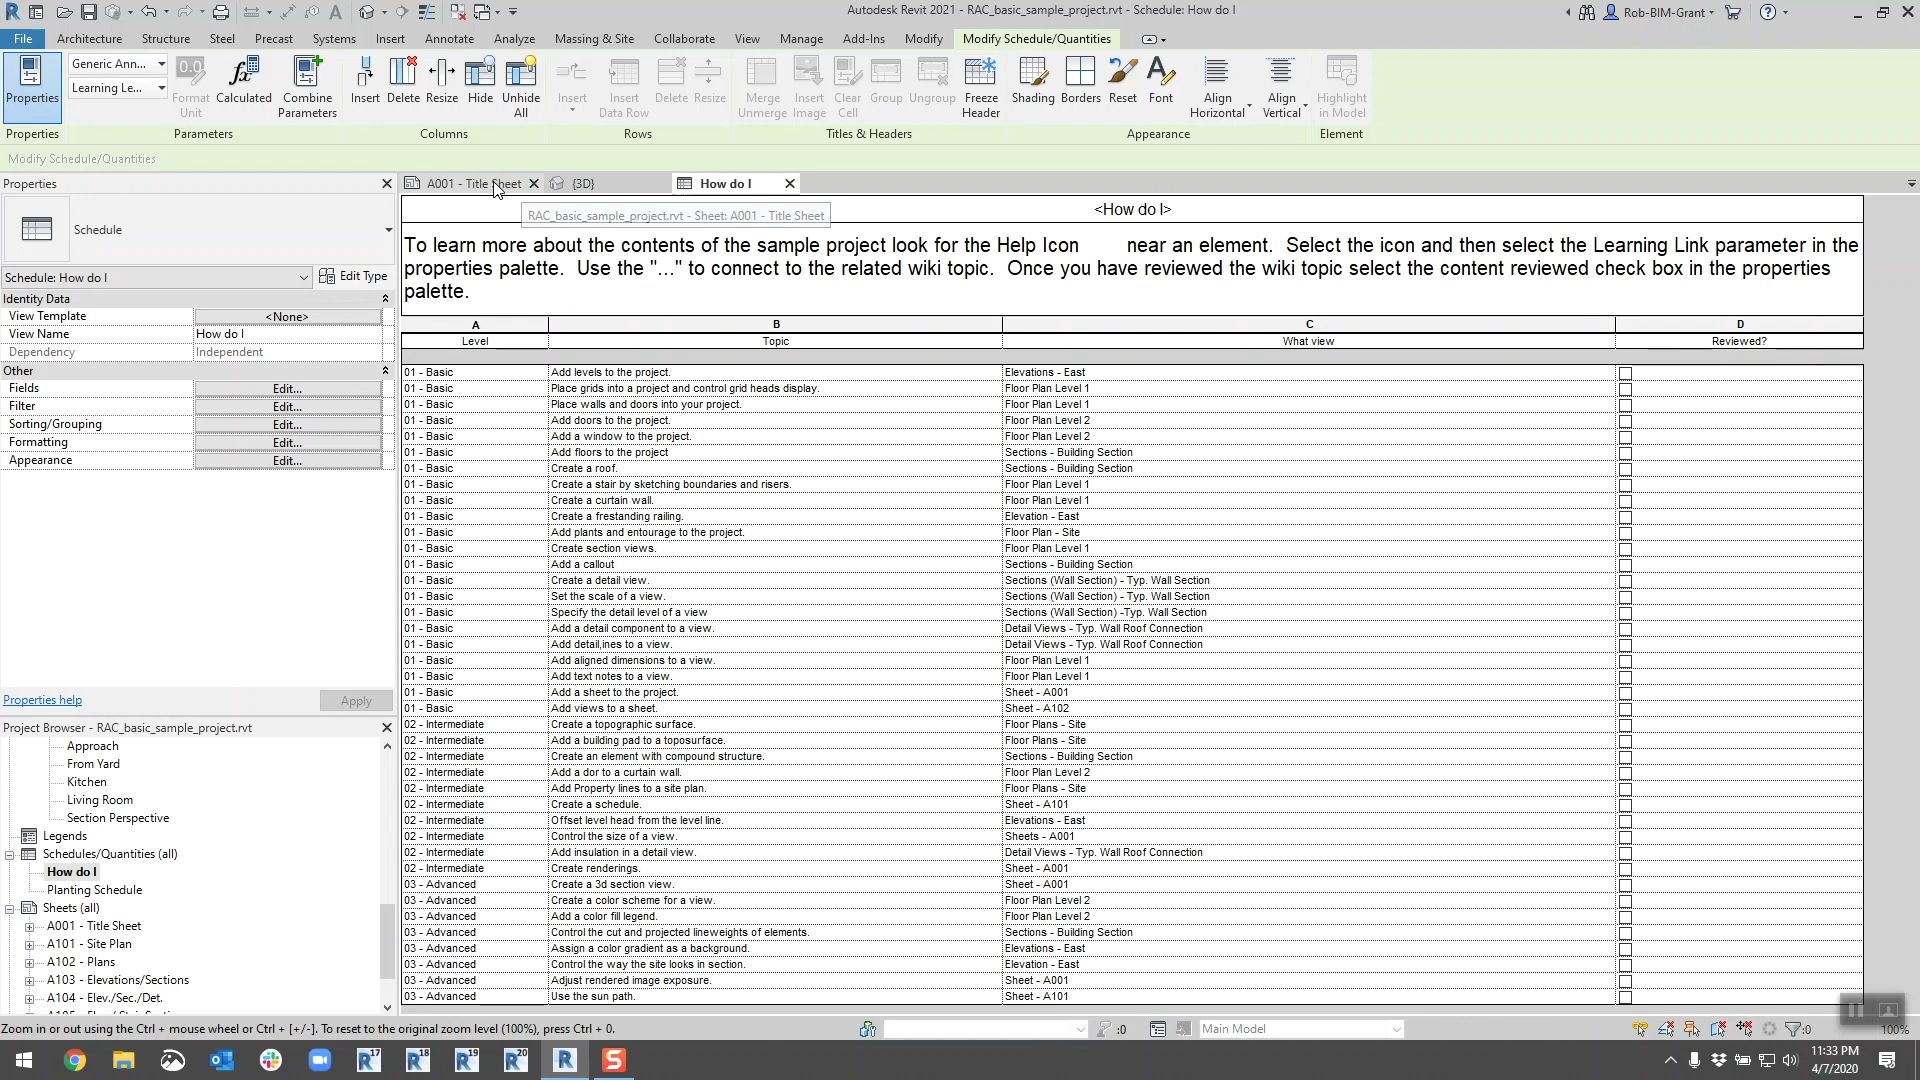 Autodesk Revit 2021 - RAC_basic_sample_project.rvt - Schedule: How do I
Rob-BIM-Grant
File Architecture Structure Steel Precast Systems Insert Annotate Analyze Massing & Site Collaborate View Manage Add-Ins Modify Modify Schedule/Quantities
Generic Ann...
Learning Le...
Properties
Format Unit
Calculated
Combine Parameters
Insert Delete Resize Hide Unhide All
Insert
Insert Data Row
Delete Resize
Merge Unmerge
Insert Image
Clear Cell
Group Ungroup
Freeze Header
Shading Borders Reset Font
Align Horizontal
Align Vertical
Highlight in Model
Properties Parameters Columns Rows Titles & Headers Appearance Element
Modify Schedule/Quantities
Properties
Schedule
Schedule: How do I
Edit Type
Identity Data
View Template <None>
View Name How do I
Dependency Independent
Other
Fields Edit...
Filter Edit...
Sorting/Grouping Edit...
Formatting Edit...
Appearance Edit...
Properties help
Apply
Project Browser - RAC_basic_sample_project.rvt
Approach
From Yard
Kitchen
Living Room
Section Perspective
Legends
Schedules/Quantities (all)
How do I
Planting Schedule
Sheets (all)
A001 - Title Sheet
A101 - Site Plan
A102 - Plans
A103 - Elevations/Sections
A104 - Elev./Sec./Det.
A001 - Title Sheet {3D} How do I
<How do I>
RAC_basic_sample_project.rvt - Sheet: A001 - Title Sheet
To learn more about the contents of the sample project look for the Help Icon near an element. Select the icon and then select the Learning Link parameter in the
properties palette. Use the "..." to connect to the related wiki topic. Once you have reviewed the wiki topic select the content reviewed check box in the properties
palette.
A B C D
Level Topic What view Reviewed?
01 - Basic Add levels to the project. Elevations - East
01 - Basic Place grids into a project and control grid heads display. Floor Plan Level 1
01 - Basic Place walls and doors into your project. Floor Plan Level 1
01 - Basic Add doors to the project. Floor Plan Level 2
01 - Basic Add a window to the project. Floor Plan Level 2
01 - Basic Add floors to the project Sections - Building Section
01 - Basic Create a roof. Sections - Building Section
01 - Basic Create a stair by sketching boundaries and risers. Floor Plan Level 1
01 - Basic Create a curtain wall. Floor Plan Level 1
01 - Basic Create a frestanding railing. Elevation - East
01 - Basic Add plants and entourage to the project. Floor Plan - Site
01 - Basic Create section views. Floor Plan Level 1
01 - Basic Add a callout Sections - Building Section
01 - Basic Create a detail view. Sections (Wall Section) - Typ. Wall Section
01 - Basic Set the scale of a view. Sections (Wall Section) - Typ. Wall Section
01 - Basic Specify the detail level of a view Sections (Wall Section) -Typ. Wall Section
01 - Basic Add a detail component to a view. Detail Views - Typ. Wall Roof Connection
01 - Basic Add detail,ines to a view. Detail Views - Typ. Wall Roof Connection
01 - Basic Add aligned dimensions to a view. Floor Plan Level 1
01 - Basic Add text notes to a view. Floor Plan Level 1
01 - Basic Add a sheet to the project. Sheet - A001
01 - Basic Add views to a sheet. Sheet - A102
02 - Intermediate Create a topographic surface. Floor Plans - Site
02 - Intermediate Add a building pad to a toposurface. Floor Plans - Site
02 - Intermediate Create an element with compound structure. Sections - Building Section
02 - Intermediate Add a dor to a curtain wall. Floor Plan Level 2
02 - Intermediate Add Property lines to a site plan. Floor Plans - Site
02 - Intermediate Create a schedule. Sheet - A101
02 - Intermediate Offset level head from the level line. Elevations - East
02 - Intermediate Control the size of a view. Sheets - A001
02 - Intermediate Add insulation in a detail view. Detail Views - Typ. Wall Roof Connection
02 - Intermediate Create renderings. Sheet - A001
03 - Advanced Create a 3d section view. Sheet - A001
03 - Advanced Create a color scheme for a view. Floor Plan Level 2
03 - Advanced Add a color fill legend. Floor Plan Level 2
03 - Advanced Control the cut and projected lineweights of elements. Sections - Building Section
03 - Advanced Assign a color gradient as a background. Elevations - East
03 - Advanced Control the way the site looks in section. Elevation - East
03 - Advanced Adjust rendered image exposure. Sheet - A001
03 - Advanced Use the sun path. Sheet - A101
Zoom in or out using the Ctrl + mouse wheel or Ctrl + [+/-]. To reset to the original zoom level (100%), press Ctrl + 0.
:0
Main Model
:0
100%
11:33 PM
4/7/2020